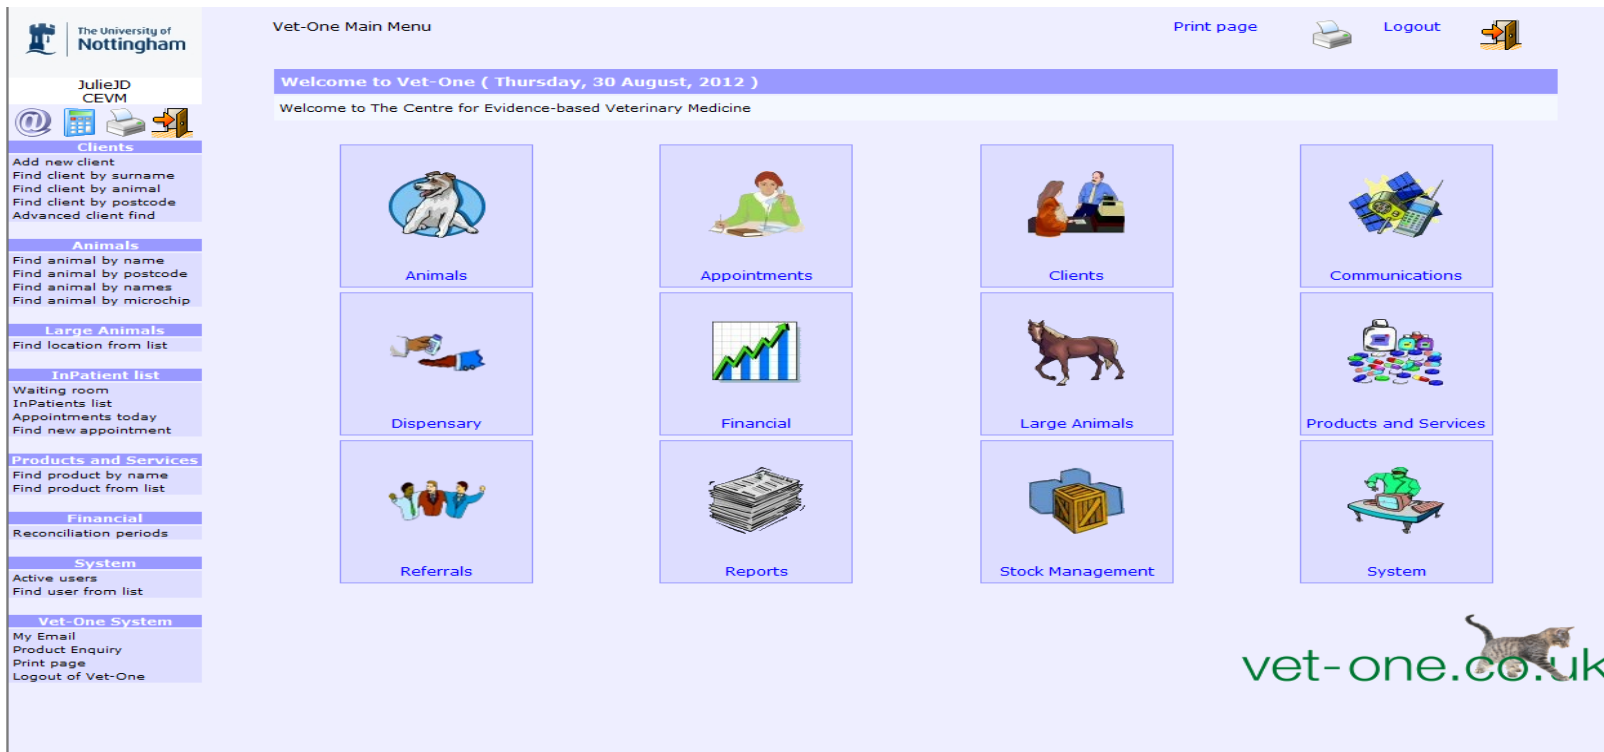 The University of
Nottingham
JulieJD
CEVM
Clients
Add new client
Find client by surname
Find client by animal
Find client by postcode
Advanced client find
Animals
Find animal by name
Find animal by postcode
Find animal by names
Find animal by microchip
Large Animals
Find location from list
InPatient list
Waiting room
InPatients list
Appointments today
Find new appointment
Products and Services
Find product by name
Find product from list
Financial
Reconciliation periods
System
Active users
Find user from list
Vet-One System
My Email
Product Enquiry
Print page
Logout of Vet-One
Vet-One Main Menu
Print page
Logout
Welcome to Vet-One ( Thursday, 30 August, 2012 )
Welcome to The Centre for Evidence-based Veterinary Medicine
Animals
Appointments
Clients
Communications
Dispensary
Financial
Large Animals
Products and Services
Referrals
Reports
Stock Management
System
vet-one.co.uk